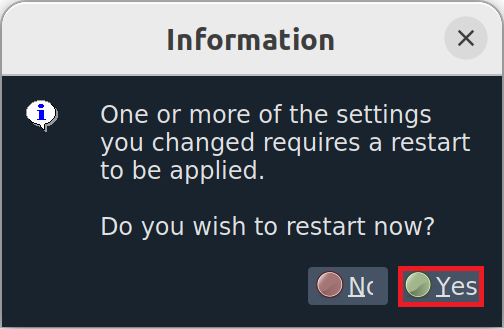 Information
One or more of the settings
you changed requires a restart
to be applied.
Do you wish to restart now?
No Yes